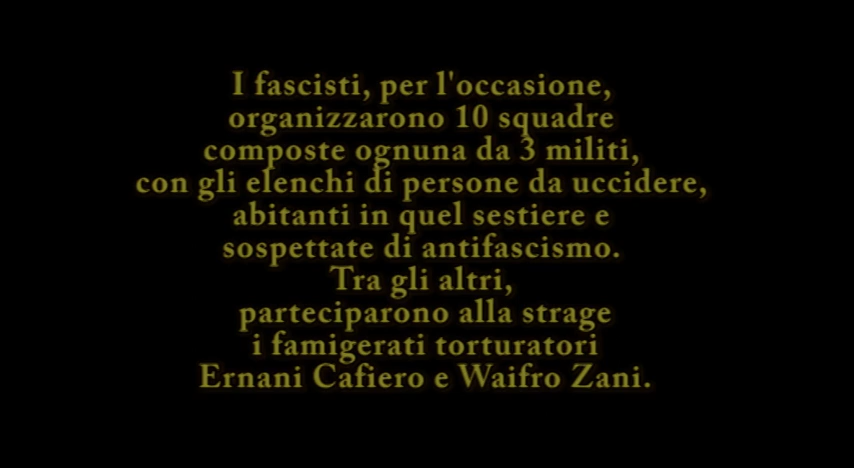 I fascisti, per l'occasione,
organizzarono 10 squadre
composte ognuna da 3 militi,
con gli elenchi di persone da uccidere,
abitanti in quel sestiere e
sospettate di antifascismo.
Tra gli altri,
parteciparono alla strage
i famigerati torturatori
Ernani Cafiero e Waifro Zani.